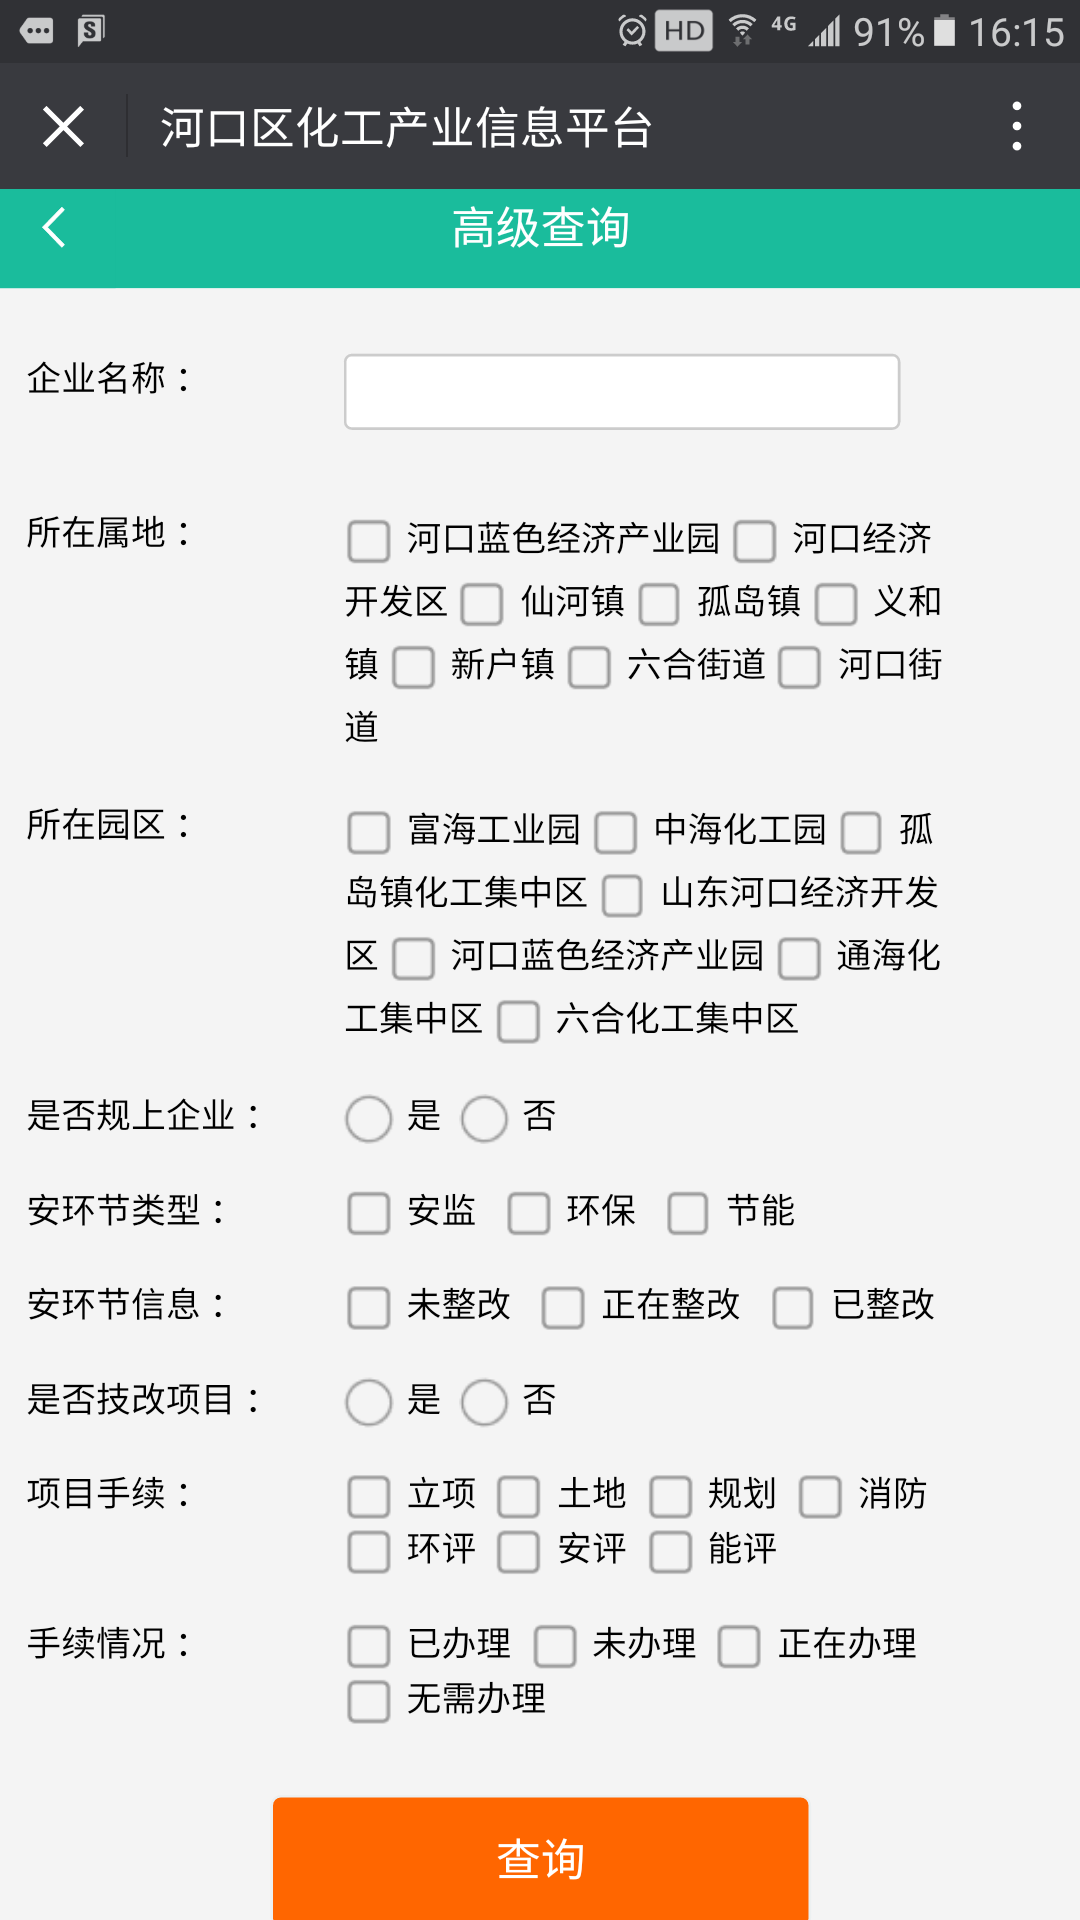 HD 4G 91% 16:15
河口区化工产业信息平台
高级查询
企业名称：
所在属地： 河口蓝色经济产业园 河口经济
开发区 仙河镇 孤岛镇 义和
镇 新户镇 六合街道 河口街
道
所在园区： 富海工业园 中海化工园 孤
岛镇化工集中区 山东河口经济开发
区 河口蓝色经济产业园 通海化
工集中区 六合化工集中区
是否规上企业： 是 否
安环节类型： 安监 环保 节能
安环节信息： 未整改 正在整改 已整改
是否技改项目： 是 否
项目手续： 立项 土地 规划 消防
环评 安评 能评
手续情况： 已办理 未办理 正在办理
无需办理
查询